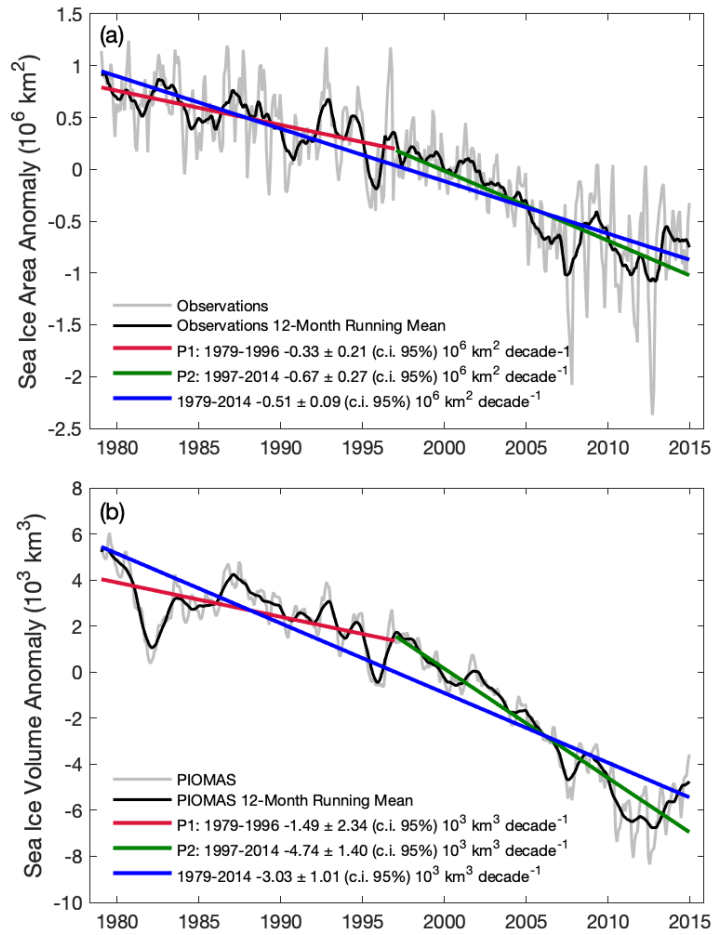 (a)
Sea Ice Area Anomaly (10⁶ km²)
1.5
1
0.5
0
-0.5
-1
-1.5
-2
-2.5
Observations
Observations 12-Month Running Mean
P1: 1979-1996 -0.33 ± 0.21 (c.i. 95%) 10⁶ km² decade-1
P2: 1997-2014 -0.67 ± 0.27 (c.i. 95%) 10⁶ km² decade⁻¹
1979-2014 -0.51 ± 0.09 (c.i. 95%) 10⁶ km² decade⁻¹
1980 1985 1990 1995 2000 2005 2010 2015
(b)
Sea Ice Volume Anomaly (10³ km³)
8
6
4
2
0
-2
-4
-6
-8
-10
PIOMAS
PIOMAS 12-Month Running Mean
P1: 1979-1996 -1.49 ± 2.34 (c.i. 95%) 10³ km³ decade⁻¹
P2: 1997-2014 -4.74 ± 1.40 (c.i. 95%) 10³ km³ decade⁻¹
1979-2014 -3.03 ± 1.01 (c.i. 95%) 10³ km³ decade⁻¹
1980 1985 1990 1995 2000 2005 2010 2015